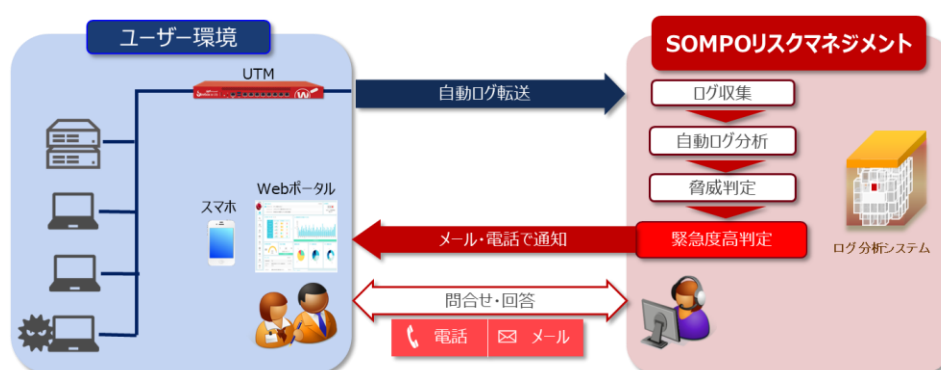 ユーザー環境
UTM
Webポータル
スマホ
自動ログ転送
メール・電話で通知
問合せ・回答
電話
メール
SOMPOリスクマネジメント
ログ収集
自動ログ分析
脅威判定
緊急度高判定
ログ分析システム